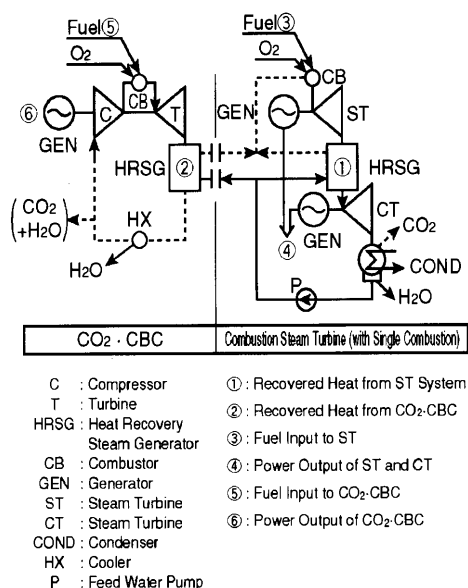 Fuel⑤
O2
CB
C
T
⑥
GEN
HRSG
②
(CO2
+H2O)
HX
H2O
Fuel③
O2
CB
GEN
ST
①
HRSG
CT
④
GEN
CO2
COND
P
H2O
CO2 · CBC
Combustion Steam Turbine (with Single Combustion)
C : Compressor
T : Turbine
HRSG : Heat Recovery
Steam Generator
CB : Combustor
GEN : Generator
ST : Steam Turbine
CT : Steam Turbine
COND : Condenser
HX : Cooler
P : Feed Water Pump
① : Recovered Heat from ST System
② : Recovered Heat from CO2·CBC
③ : Fuel Input to ST
④ : Power Output of ST and CT
⑤ : Fuel Input to CO2·CBC
⑥ : Power Output of CO2·CBC